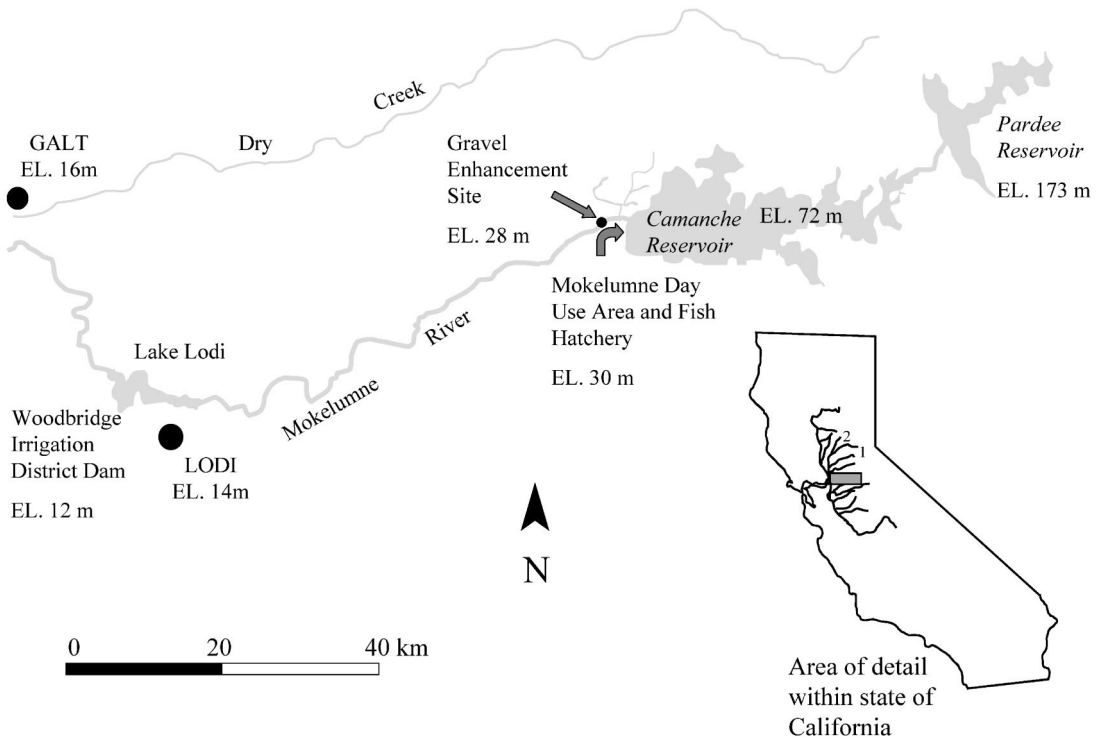 Creek
Dry
GALT
EL. 16m
Gravel
Enhancement
Site
EL. 28 m
Pardee
Reservoir
EL. 173 m
Camanche
Reservoir
EL. 72 m
Mokelumne Day
Use Area and Fish
Hatchery
EL. 30 m
River
Mokelumne
Lake Lodi
Woodbridge
Irrigation
District Dam
EL. 12 m
LODI
EL. 14m
N
2
1
0 20 40 km
Area of detail
within state of
California